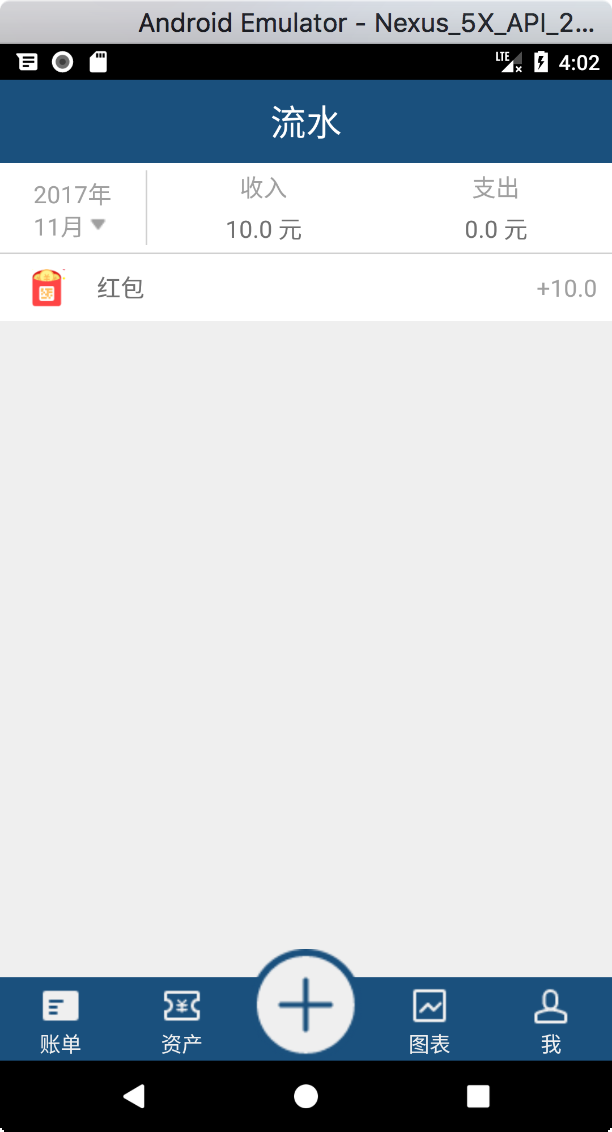 Android Emulator - Nexus_5X_API_2...
LTE 4:02
流水
2017年
11月
收入
10.0 元
支出
0.0 元
红包
+10.0
账单
资产
图表
我